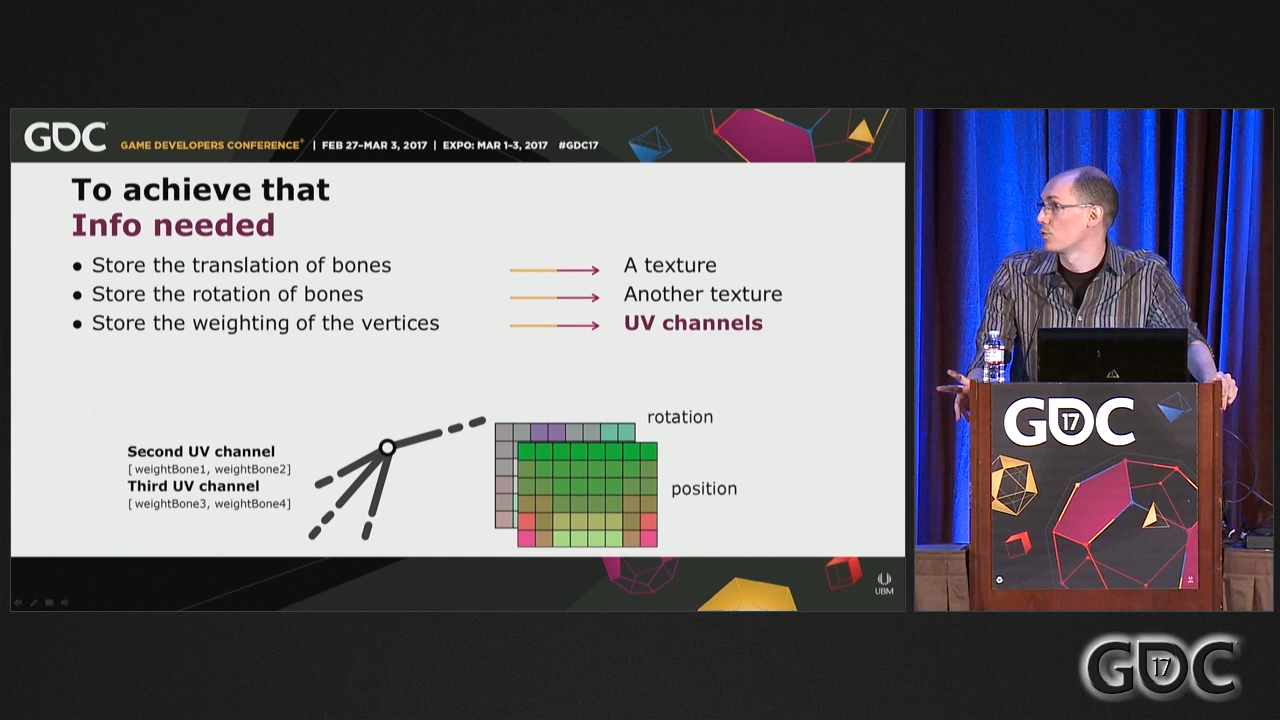 GDC GAME DEVELOPERS CONFERENCE® | FEB 27–MAR 3, 2017 | EXPO: MAR 1–3, 2017 #GDC17
To achieve that
Info needed
● Store the translation of bones A texture
● Store the rotation of bones Another texture
● Store the weighting of the vertices UV channels
rotation
Second UV channel
[weightBone1, weightBone2]
Third UV channel
[weightBone3, weightBone4]
position
UBM
GDC 17
GDC 17